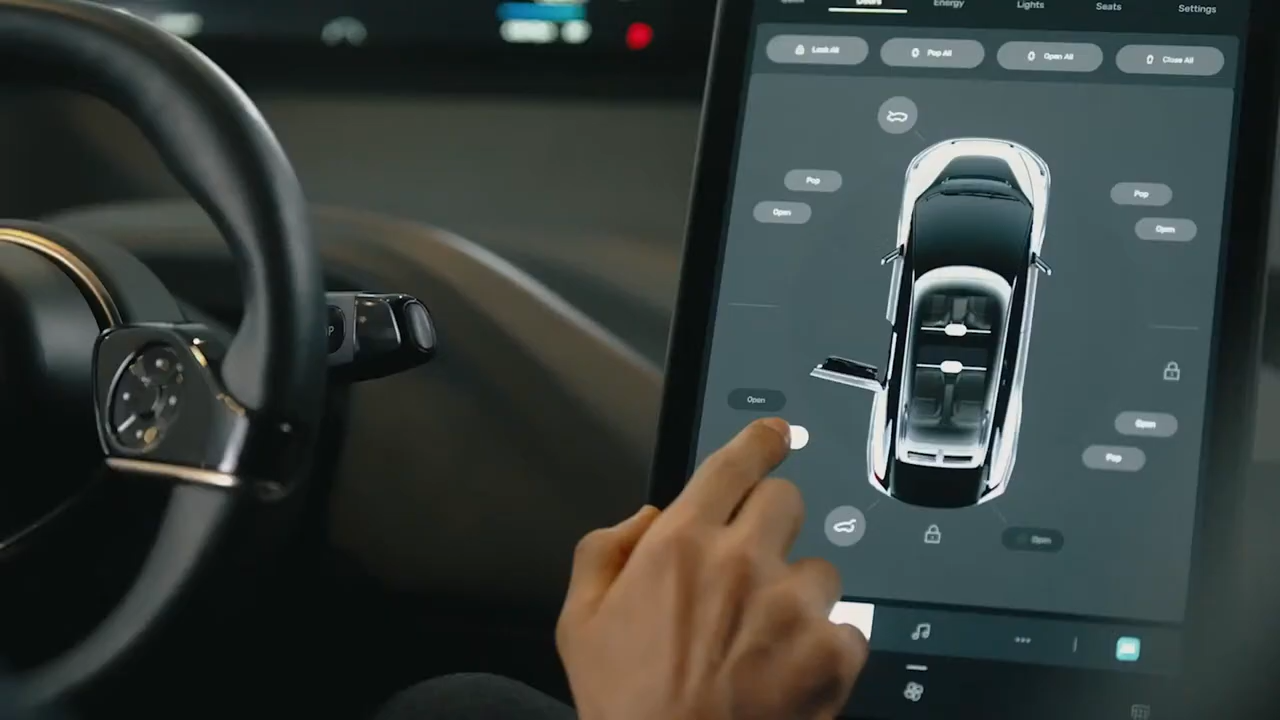 Doors
Energy
Lights
Seats
Settings
Lock All
Pop All
Open All
Close All
Pop
Open
Pop
Open
P
Open
Open
Pop
Open